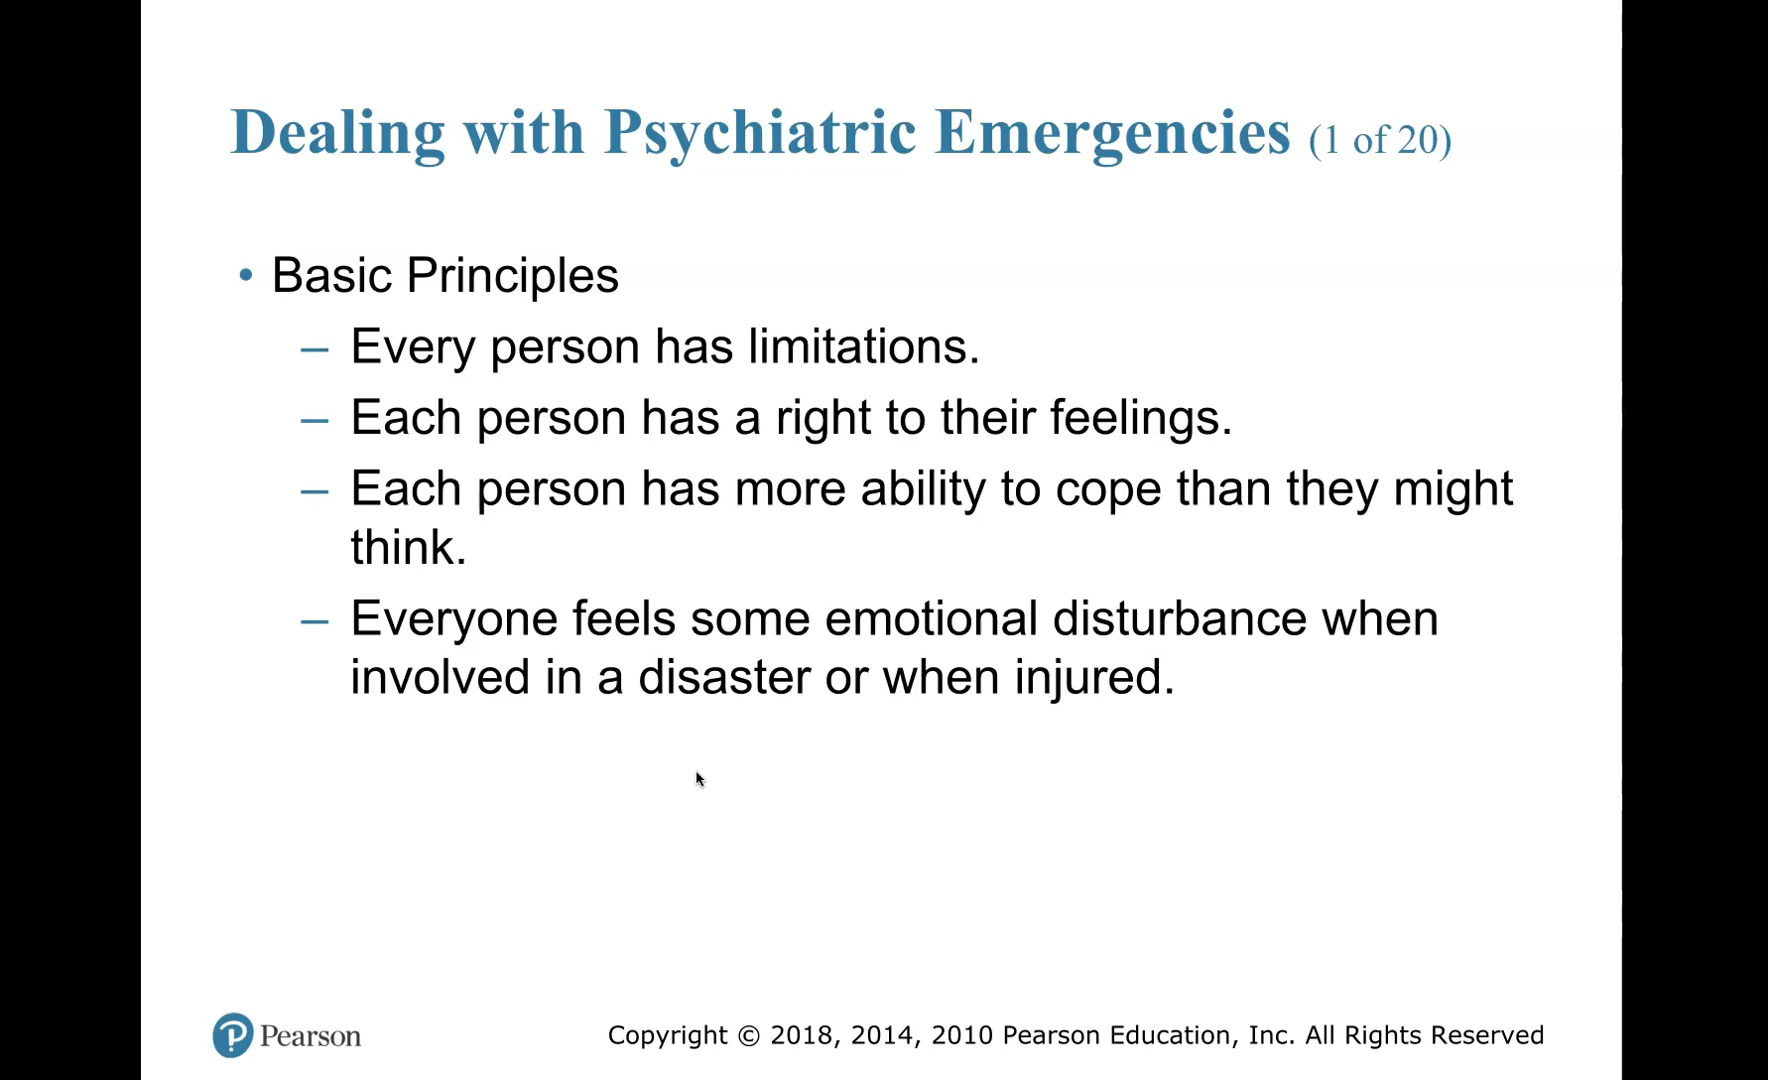 Dealing with Psychiatric Emergencies (1 of 20)
• Basic Principles
– Every person has limitations.
– Each person has a right to their feelings.
– Each person has more ability to cope than they might
think.
– Everyone feels some emotional disturbance when
involved in a disaster or when injured.
Pearson
Copyright © 2018, 2014, 2010 Pearson Education, Inc. All Rights Reserved